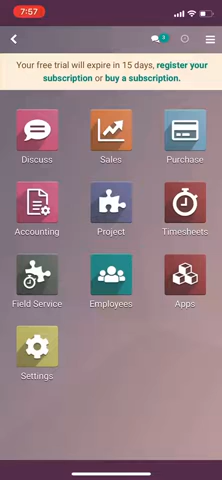 7:57
3
Your free trial will expire in 15 days, register your
subscription or buy a subscription.
Discuss
Sales
Purchase
Accounting
Project
Timesheets
Field Service
Employees
Apps
Settings